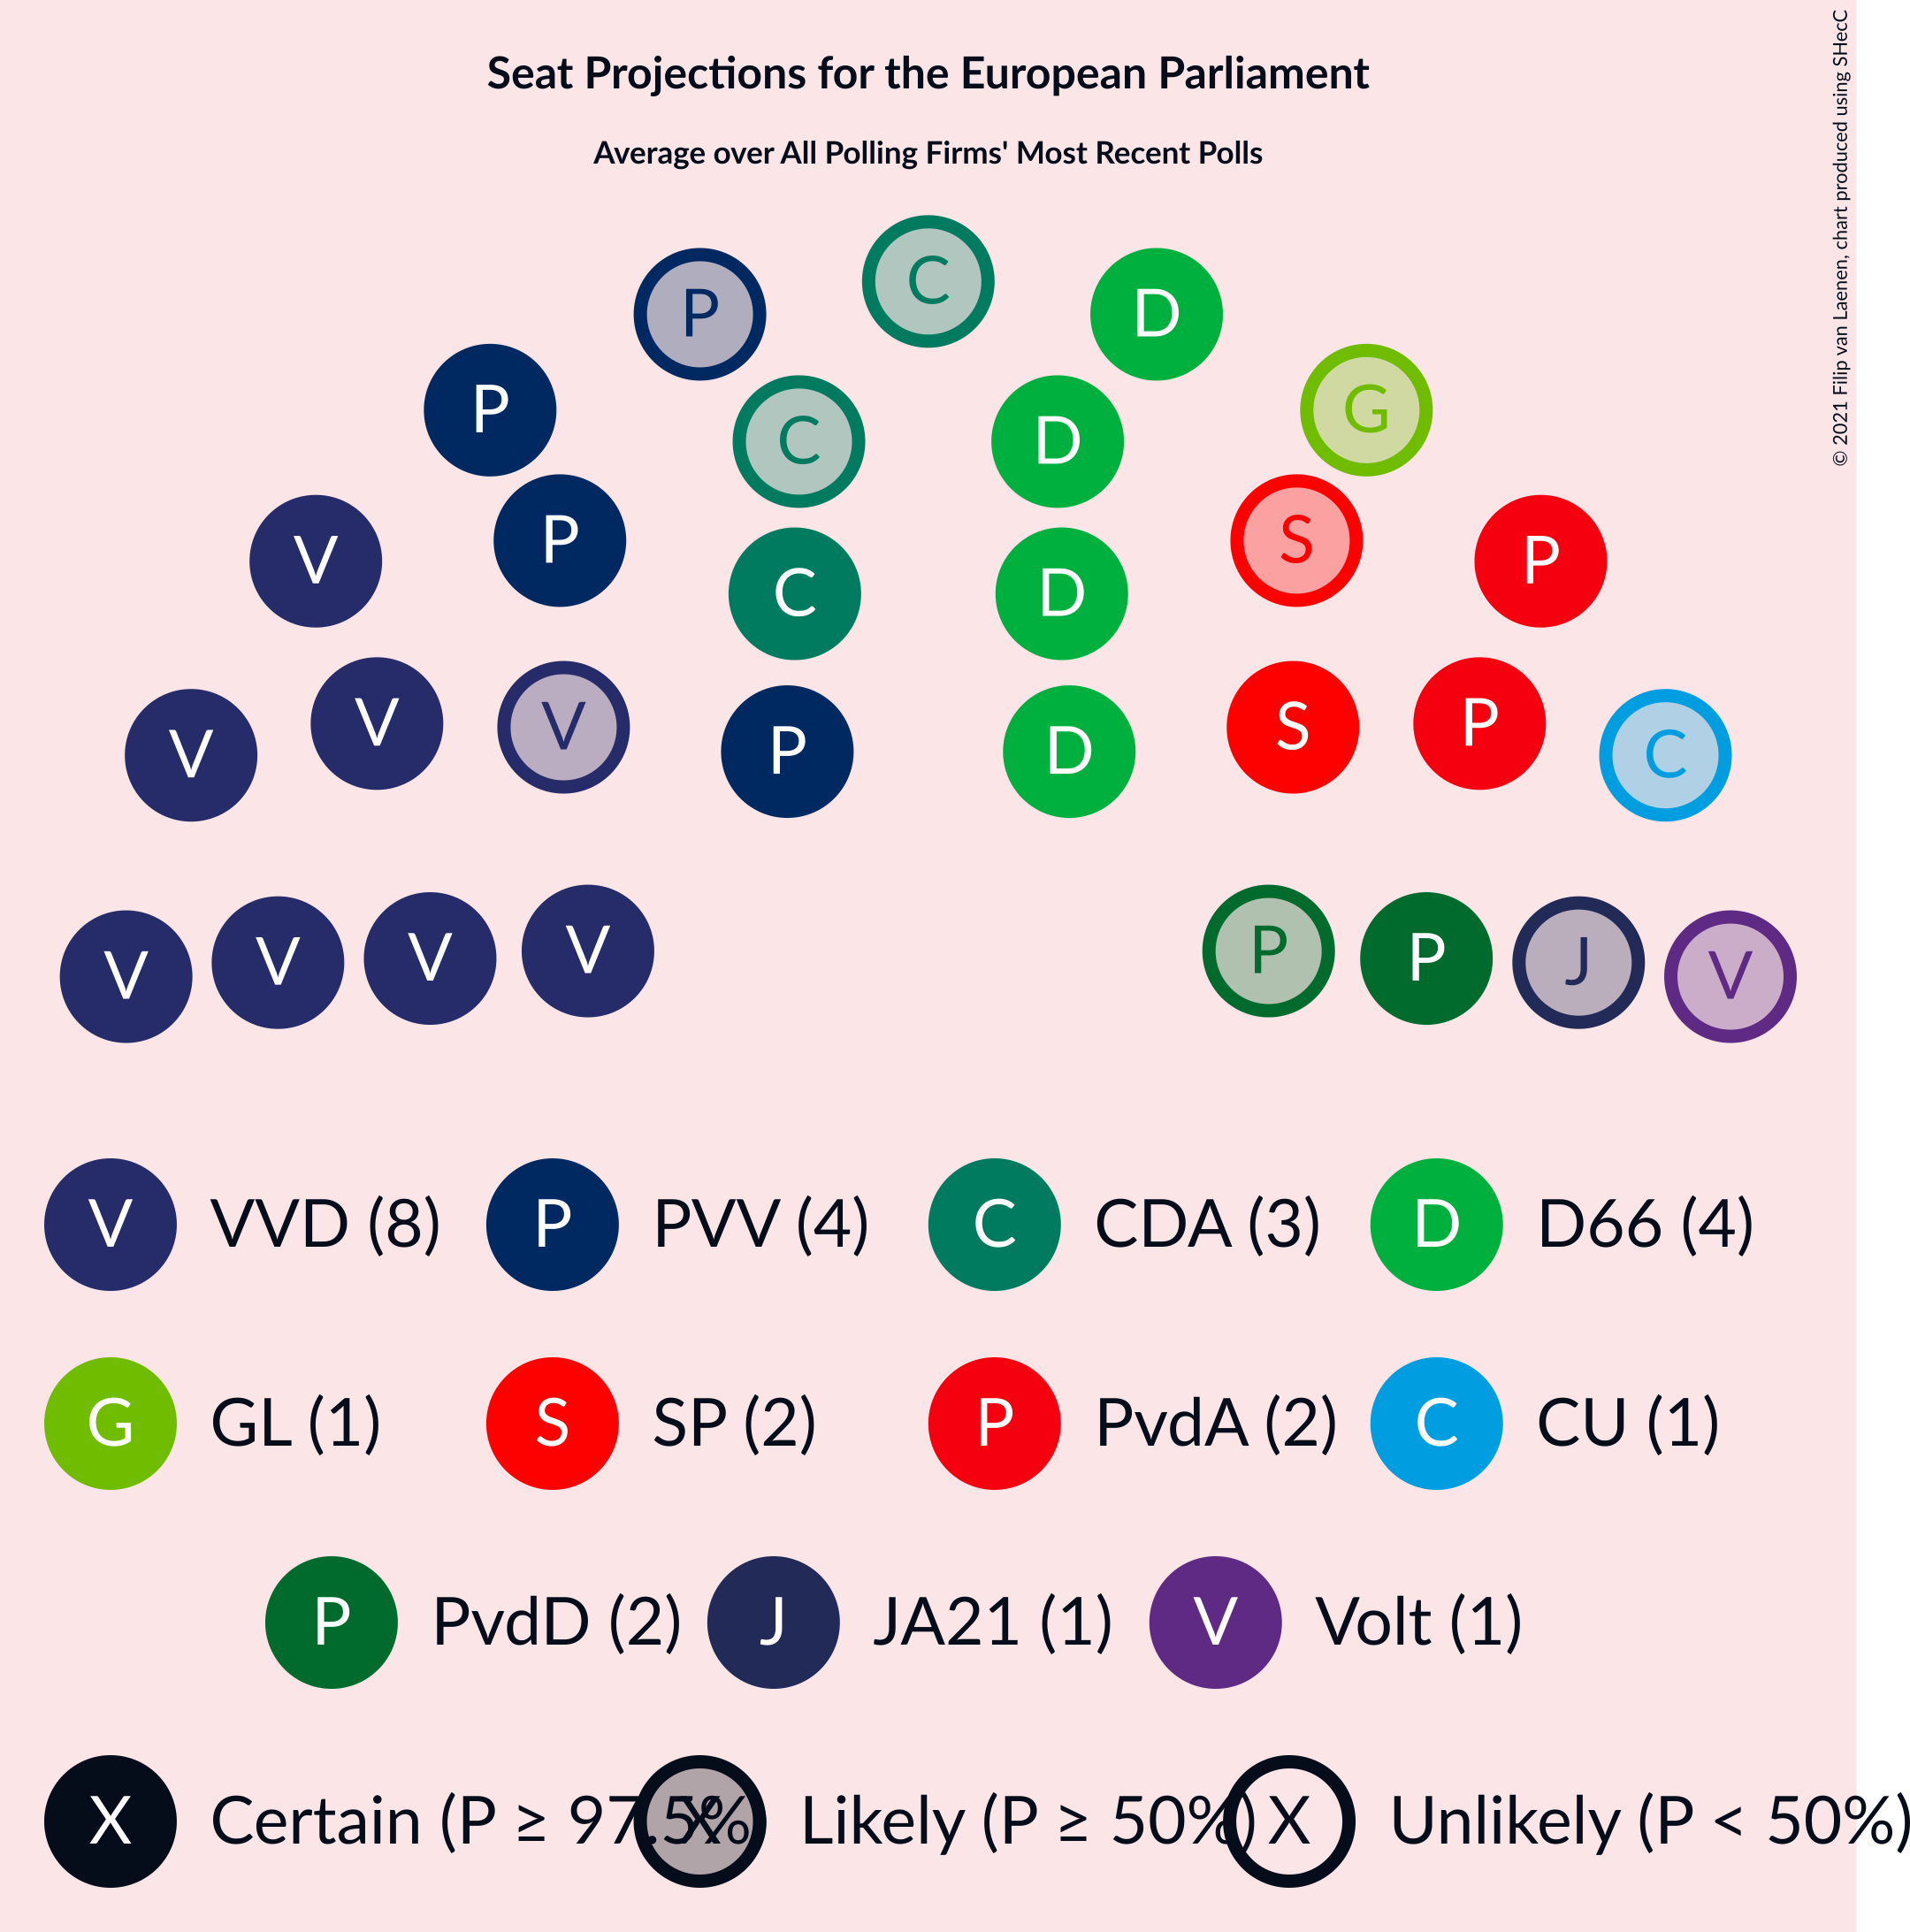 Seat Projections for the European Parliament
Average over All Polling Firms' Most Recent Polls
© 2021 Filip van Laenen, chart produced using SHecC
C
P D
P G
C D
P S
V P
C D
V V
V P
P D
V S P C
V V V V
P P J V
V VVD (8) P PVV (4) C CDA (3) D D66 (4)
G GL (1) S SP (2) P PvdA (2) C CU (1)
P PvdD (2) J JA21 (1) V Volt (1)
X Certain (P ≥ 97.5% X Likely (P ≥ 50%) X Unlikely (P < 50%)